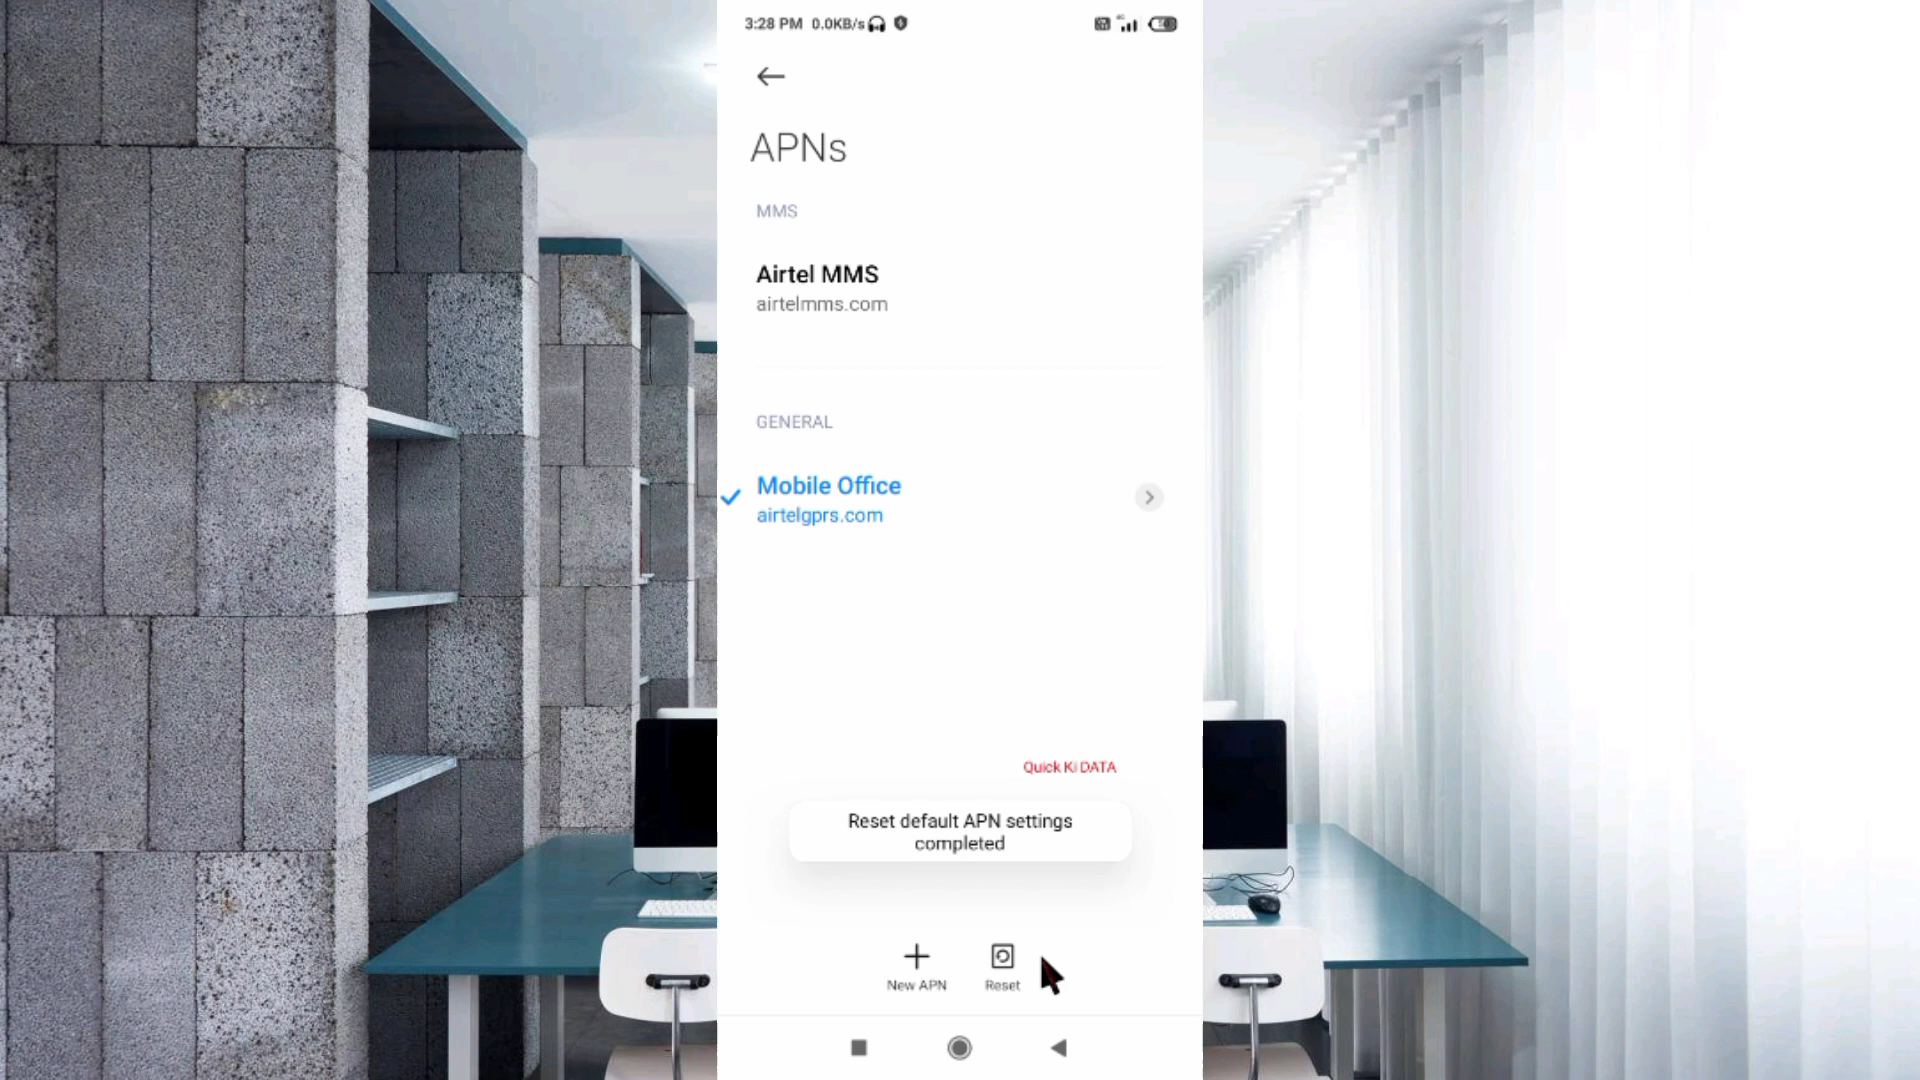 3:28 PM 0.0KB/s
APNs
MMS
Airtel MMS
airtelmms.com
GENERAL
Mobile Office
airtelgprs.com
Quick Ki DATA
Reset default APN settings
completed
New APN
Reset